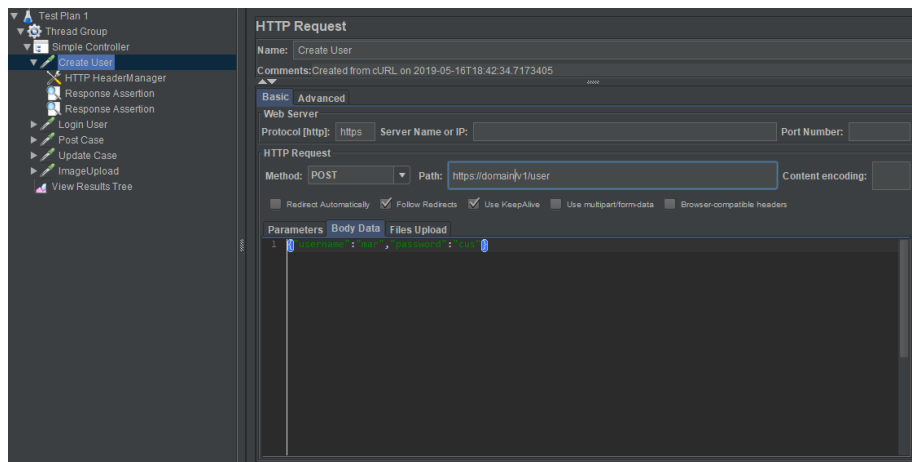 Test Plan 1
Thread Group
Simple Controller
Create User
HTTP HeaderManager
Response Assertion
Response Assertion
Login User
Post Case
Update Case
ImageUpload
View Results Tree
HTTP Request
Name: Create User
Comments:Created from cURL on 2019-05-16T18:42:34.7173405
Basic Advanced
Web Server
Protocol [http]: https Server Name or IP: Port Number:
HTTP Request
Method: POST Path: https://domain/v1/user Content encoding:
Redirect Automatically Follow Redirects Use KeepAlive Use multipart/form-data Browser-compatible headers
Parameters Body Data Files Upload
1 {"username":"mar","password":"cus"}